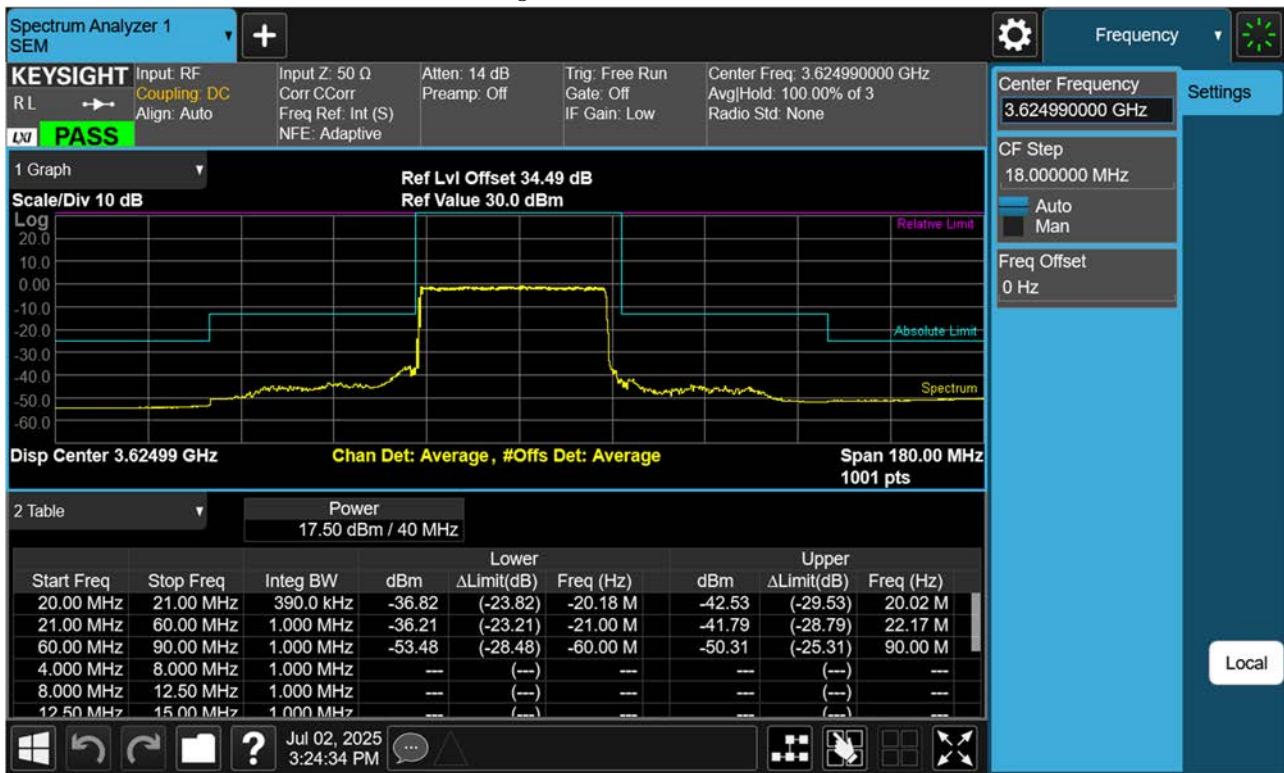 Spectrum Analyzer 1
SEM
Frequency
KEYSIGHT
R L
LXI PASS
Input: RF
Coupling: DC
Align: Auto
Input Z: 50 Ω
Corr CCorr
Freq Ref: Int (S)
NFE: Adaptive
Atten: 14 dB
Preamp: Off
Trig: Free Run
Gate: Off
IF Gain: Low
Center Freq: 3.624990000 GHz
Avg|Hold: 100.00% of 3
Radio Std: None
Center Frequency
3.624990000 GHz
Settings
CF Step
18.000000 MHz
Auto
Man
Freq Offset
0 Hz
Local
1 Graph
Ref Lvl Offset 34.49 dB
Scale/Div 10 dB
Ref Value 30.0 dBm
Log
Relative Limit
20.0
10.0
0.00
-10.0
-20.0
Absolute Limit
-30.0
-40.0
Spectrum
-50.0
-60.0
Disp Center 3.62499 GHz
Chan Det: Average , #Offs Det: Average
Span 180.00 MHz
1001 pts
2 Table
Power
17.50 dBm / 40 MHz
Lower Upper
Start Freq Stop Freq Integ BW dBm ΔLimit(dB) Freq (Hz) dBm ΔLimit(dB) Freq (Hz)
20.00 MHz 21.00 MHz 390.0 kHz -36.82 (-23.82) -20.18 M -42.53 (-29.53) 20.02 M
21.00 MHz 60.00 MHz 1.000 MHz -36.21 (-23.21) -21.00 M -41.79 (-28.79) 22.17 M
60.00 MHz 90.00 MHz 1.000 MHz -53.48 (-28.48) -60.00 M -50.31 (-25.31) 90.00 M
4.000 MHz 8.000 MHz 1.000 MHz --- (---) --- --- (---) ---
8.000 MHz 12.50 MHz 1.000 MHz --- (---) --- --- (---) ---
12.50 MHz 15.00 MHz 1.000 MHz --- (---) --- --- (---) ---
Jul 02, 2025
3:24:34 PM